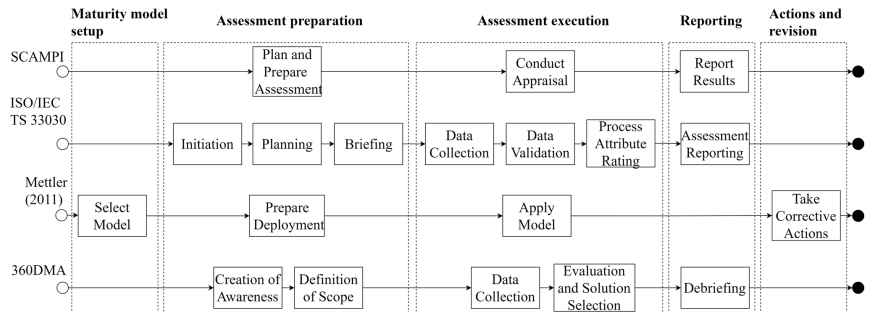 Maturity model
setup
Assessment preparation
Assessment execution
Reporting
Actions and
revision
SCAMPI
Plan and
Prepare
Assessment
Conduct
Appraisal
Report
Results
ISO/IEC
TS 33030
Initiation
Planning
Briefing
Data
Collection
Data
Validation
Process
Attribute
Rating
Assessment
Reporting
Mettler
(2011)
Select
Model
Prepare
Deployment
Apply
Model
Take
Corrective
Actions
360DMA
Creation of
Awareness
Definition
of Scope
Data
Collection
Evaluation
and Solution
Selection
Debriefing